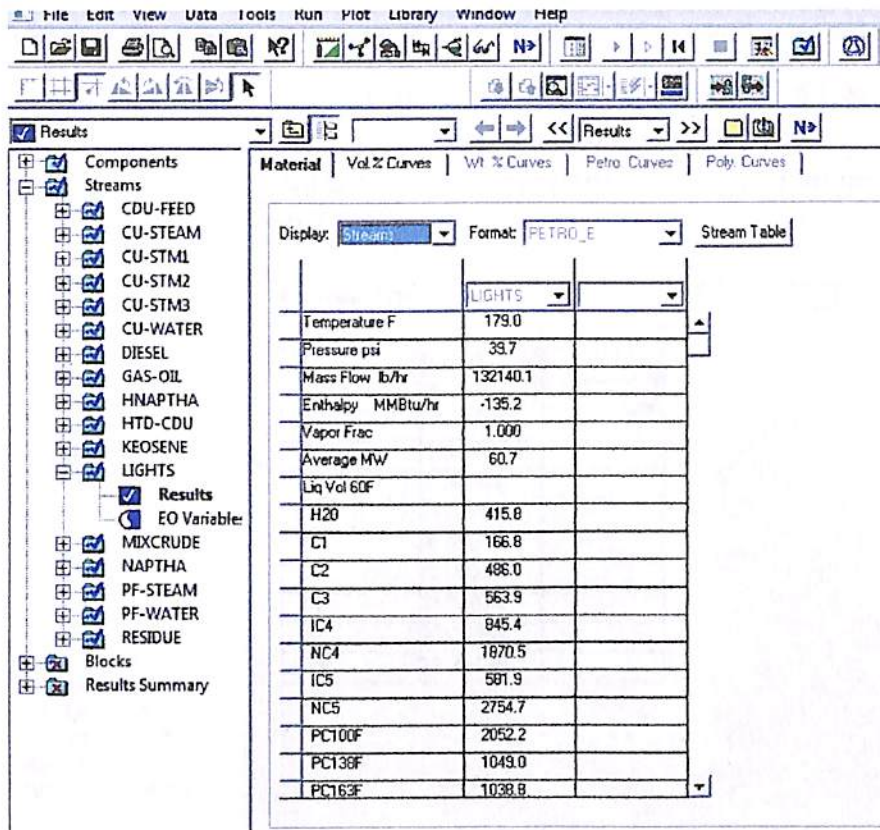 File Edit View Data Tools Run Plot Library Window Help
N>
Results
Results
N>
Components
Streams
CDU-FEED
CU-STEAM
CU-STM1
CU-STM2
CU-STM3
CU-WATER
DIESEL
GAS-OIL
HNAPTHA
HTD-CDU
KEOSENE
LIGHTS
Results
EO Variable
MIXCRUDE
NAPTHA
PF-STEAM
PF-WATER
RESIDUE
Blocks
Results Summary
Material Vol.% Curves Wt. % Curves Petro. Curves Poly. Curves
Display: Streams Format: PETRO_E Stream Table
LIGHTS
Temperature F 179.0
Pressure psi 39.7
Mass Flow lb/hr 132140.1
Enthalpy MMBtu/hr -135.2
Vapor Frac 1.000
Average MW 60.7
Liq Vol 60F
H20 415.8
C1 166.8
C2 486.0
C3 563.9
IC4 845.4
NC4 1870.5
IC5 581.9
NC5 2754.7
PC100F 2052.2
PC138F 1049.0
PC163F 1038.8